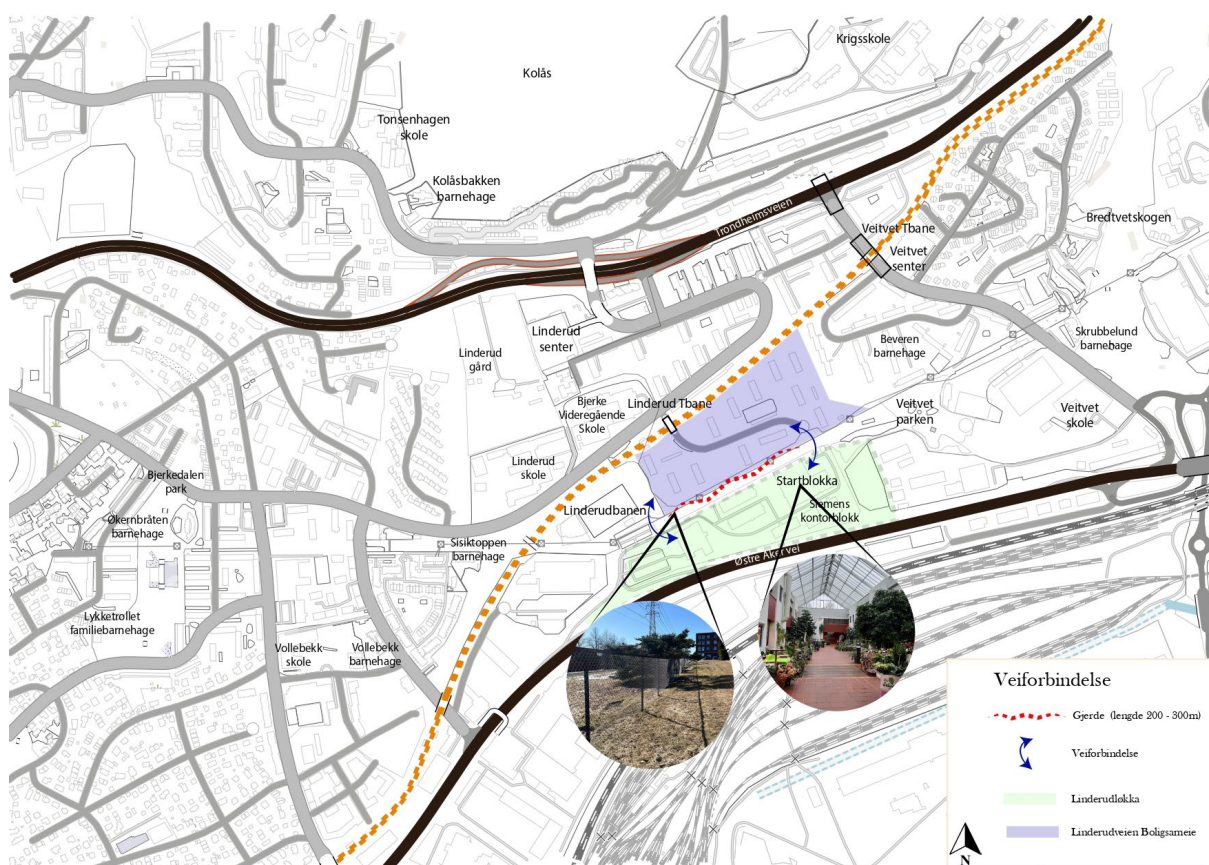 Krigsskole
Kolås
Tonsenhagen
skole
Kolåsbakken
barnehage
Trondheimsveien
Veitvet Tbane
Veitvet
senter
Bredtvetskogen
Linderud
senter
Linderud
gård
Beveren
barnehage
Skrubbelund
barnehage
Bjerke
Videregående
Skole
Linderud Tbane
Veitvet
parken
Veitvet
skole
Linderud
skole
Bjerkedalen
park
Startblokka
Siemens
kontorblokk
Linderudbanen
Økernbråten
barnehage
Sisiktoppen
barnehage
Østre Aker vei
Lykketrøllet
familiebarnehage
Vollebekk
skole
Vollebekk
barnehage
Veiforbindelse
Gjerde (lengde 200 - 300m)
Veiforbindelse
Linderudløkka
Linderudveien Boligsameie
N